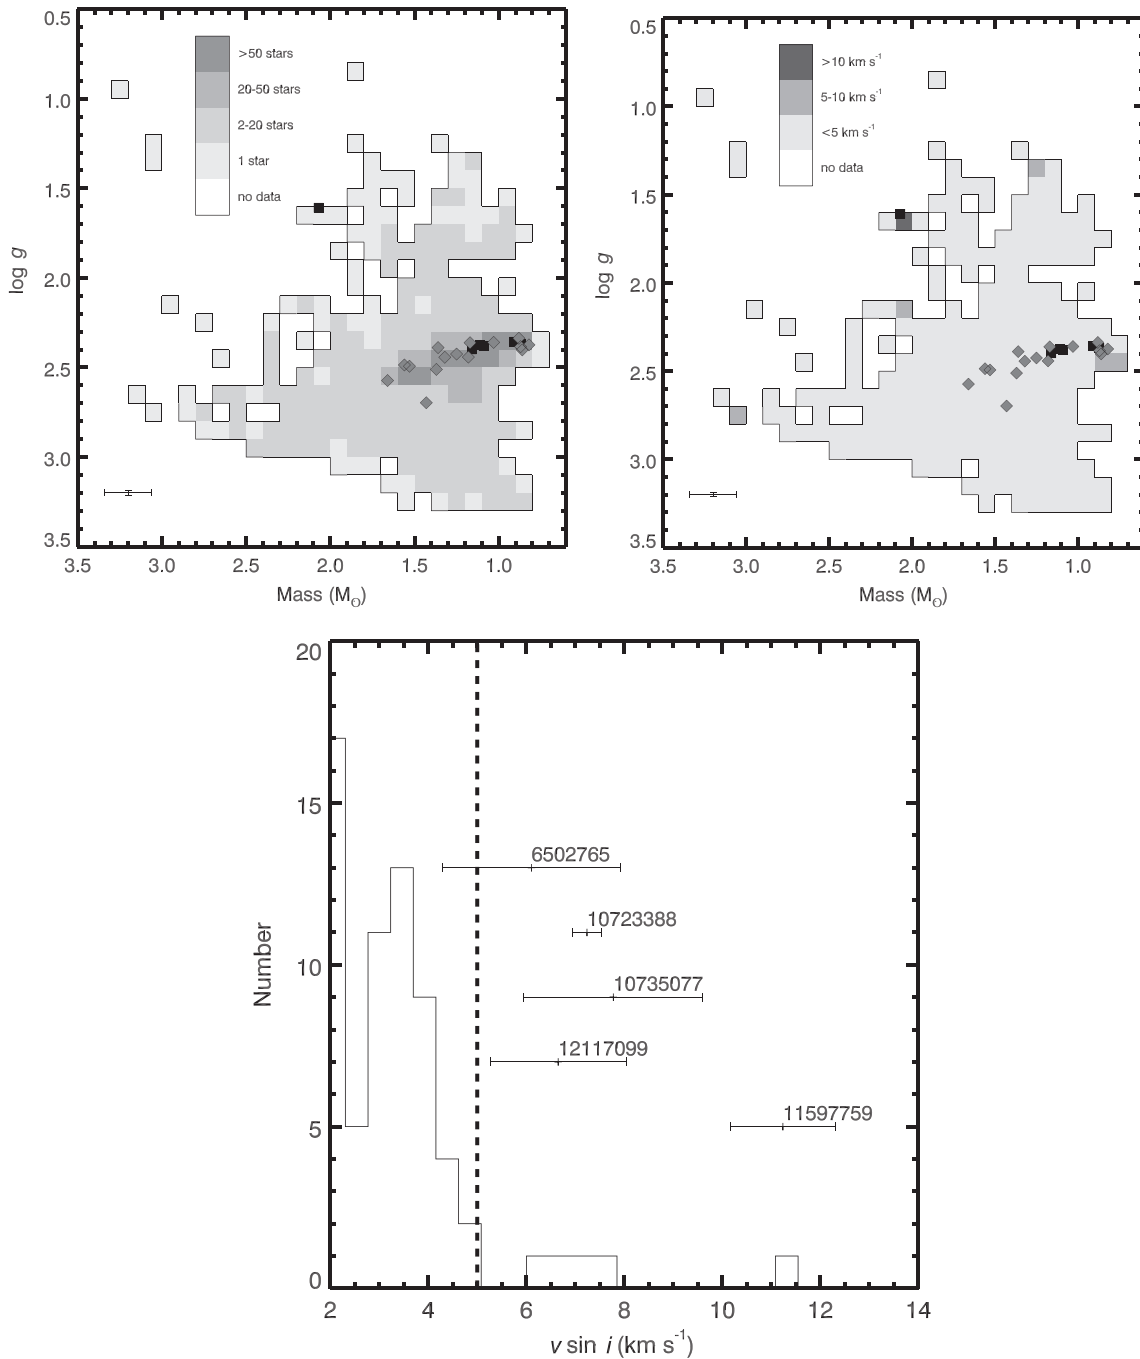 0.5
1.0
1.5
2.0
2.5
3.0
3.5
log g
>50 stars
20-50 stars
2-20 stars
1 star
no data
3.5 3.0 2.5 2.0 1.5 1.0
Mass (M⊙)
0.5
1.0
1.5
2.0
2.5
3.0
3.5
log g
>10 km s⁻¹
5-10 km s⁻¹
<5 km s⁻¹
no data
3.5 3.0 2.5 2.0 1.5 1.0
Mass (M⊙)
20
15
10
5
0
Number
6502765
10723388
10735077
12117099
11597759
2 4 6 8 10 12 14
v sin i (km s⁻¹)